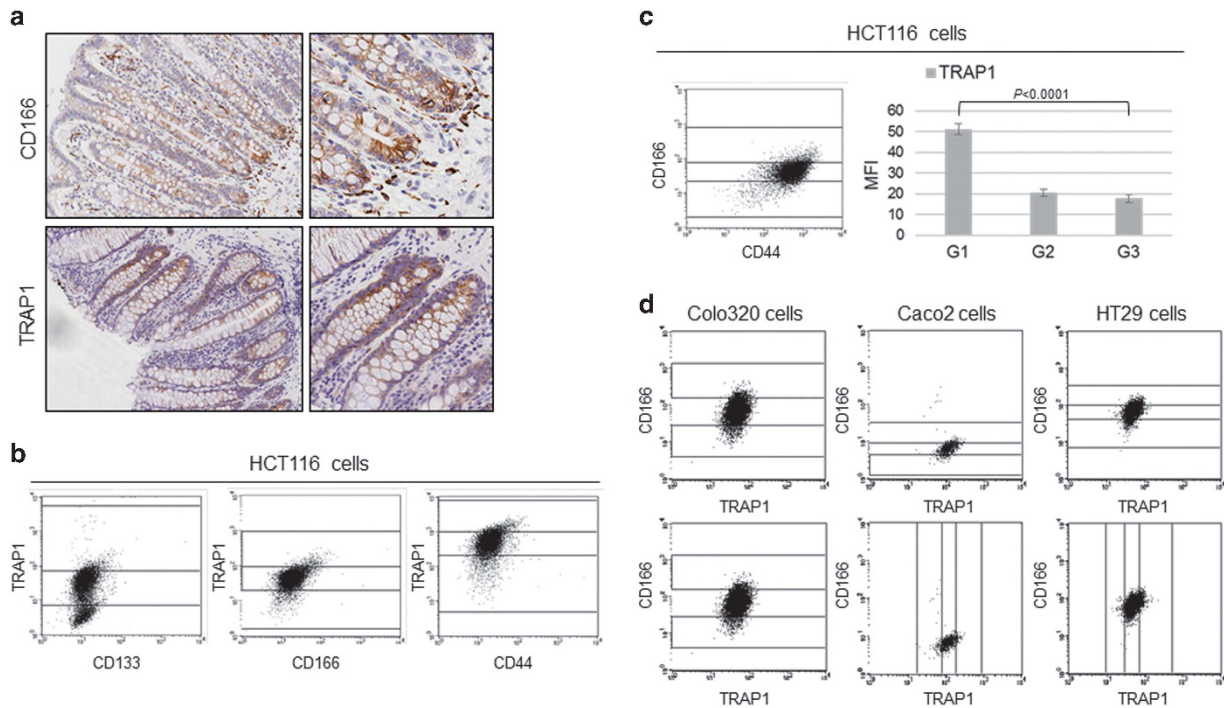 a
CD166
TRAP1
b
HCT116 cells
TRAP1
CD133
TRAP1
CD166
TRAP1
CD44
c
HCT116 cells
CD166
CD44
TRAP1
P<0.0001
MFI
60
50
40
30
20
10
0
G1 G2 G3
d
Colo320 cells Caco2 cells HT29 cells
CD166 CD166 CD166
TRAP1 TRAP1 TRAP1
CD166 CD166 CD166
TRAP1 TRAP1 TRAP1